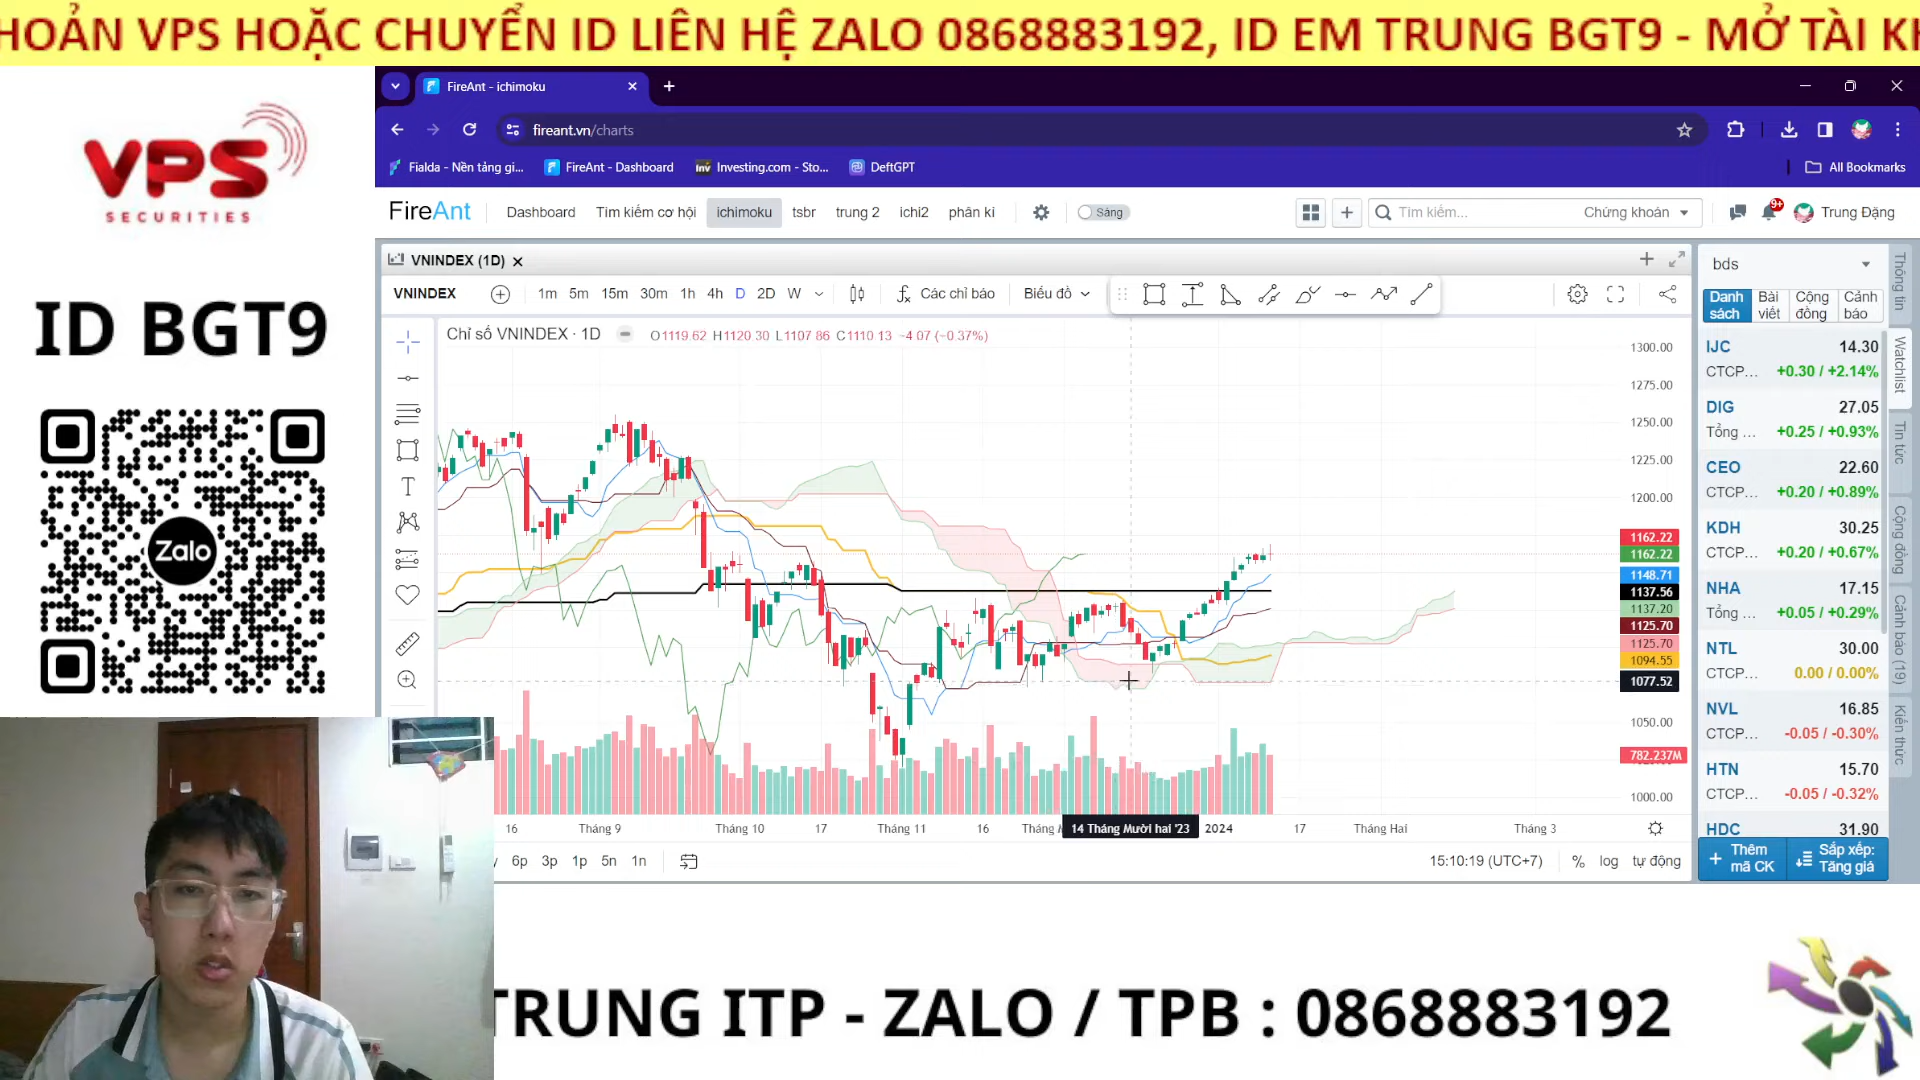 HOẢN VPS HOẶC CHUYỂN ID LIÊN HỆ ZALO 0868883192, ID EM TRUNG BGT9 - MỞ TÀI KH
VPS
SECURITIES
ID BGT9
Zalo
FireAnt - ichimoku
fireant.vn/charts
Fialda - Nền tảng gi...
FireAnt - Dashboard
Investing.com - Sto...
DeftGPT
All Bookmarks
FireAnt
Dashboard
Tìm kiếm cơ hội
ichimoku
tsbr
trung 2
ichi2
phân kì
Sáng
Tìm kiếm...
Chứng khoán
9+
Trung Đặng
VNINDEX (1D)
VNINDEX
1m 5m 15m 30m 1h 4h D 2D W
Các chỉ báo
Biểu đồ
Chỉ số VNINDEX · 1D
O1119.62 H1120.30 L1107.86 C1110.13 −4.07 (−0.37%)
1300.00
1275.00
1250.00
1225.00
1200.00
1162.22
1162.22
1148.71
1137.56
1137.20
1125.70
1125.70
1094.55
1077.52
1050.00
782.237M
1000.00
16
Tháng 9
Tháng 10
17
Tháng 11
16
14 Tháng Mười hai '23
2024
17
Tháng Hai
Tháng 3
6p 3p 1p 5n 1n
15:10:19 (UTC+7)
%
log
tự động
bds
Danh sách
Bài viết
Cộng đồng
Cảnh báo
IJC 14.30
CTCP... +0.30 / +2.14%
DIG 27.05
Tổng ... +0.25 / +0.93%
CEO 22.60
CTCP... +0.20 / +0.89%
KDH 30.25
CTCP... +0.20 / +0.67%
NHA 17.15
Tổng ... +0.05 / +0.29%
NTL 30.00
CTCP... 0.00 / 0.00%
NVL 16.85
CTCP... -0.05 / -0.30%
HTN 15.70
CTCP... -0.05 / -0.32%
HDC 31.90
Thêm mã CK
Sắp xếp: Tăng giá
Thông tin
Watchlist
Tin tức
Cộng đồng
Cảnh báo (19)
Kiến thức
TRUNG ITP - ZALO / TPB : 0868883192